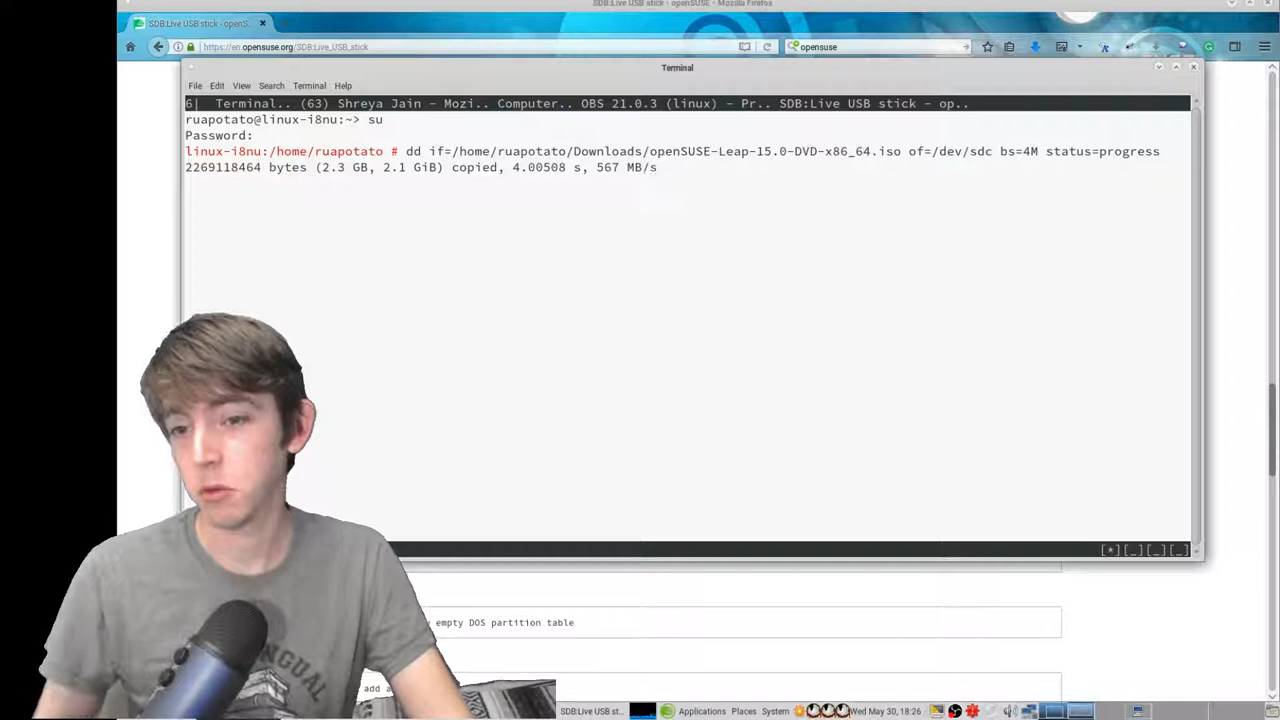 SDB:Live USB stick - openSUSE - Mozilla Firefox
SDB:Live USB stick - openS..
https://en.opensuse.org/SDB:Live_USB_stick
opensuse
Terminal
File Edit View Search Terminal Help
6| Terminal.. (63) Shreya Jain - Mozi.. Computer.. OBS 21.0.3 (linux) - Pr.. SDB:Live USB stick - op..
ruapotato@linux-i8nu:~> su
Password:
linux-i8nu:/home/ruapotato # dd if=/home/ruapotato/Downloads/openSUSE-Leap-15.0-DVD-x86_64.iso of=/dev/sdc bs=4M status=progress
2269118464 bytes (2.3 GB, 2.1 GiB) copied, 4.00508 s, 567 MB/s
[*][_][_][_]
empty DOS partition table
add a
SDB:Live USB st... Applications Places System Wed May 30, 18:26